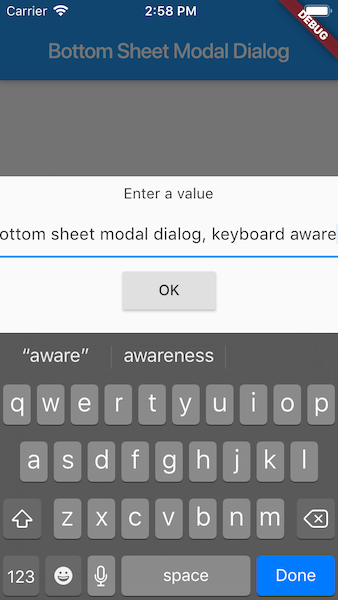 Carrier 2:58 PM
DEBUG
Bottom Sheet Modal Dialog
Enter a value
ottom sheet modal dialog, keyboard aware
OK
“aware” awareness
q w e r t y u i o p
a s d f g h j k l
z x c v b n m
123 space Done